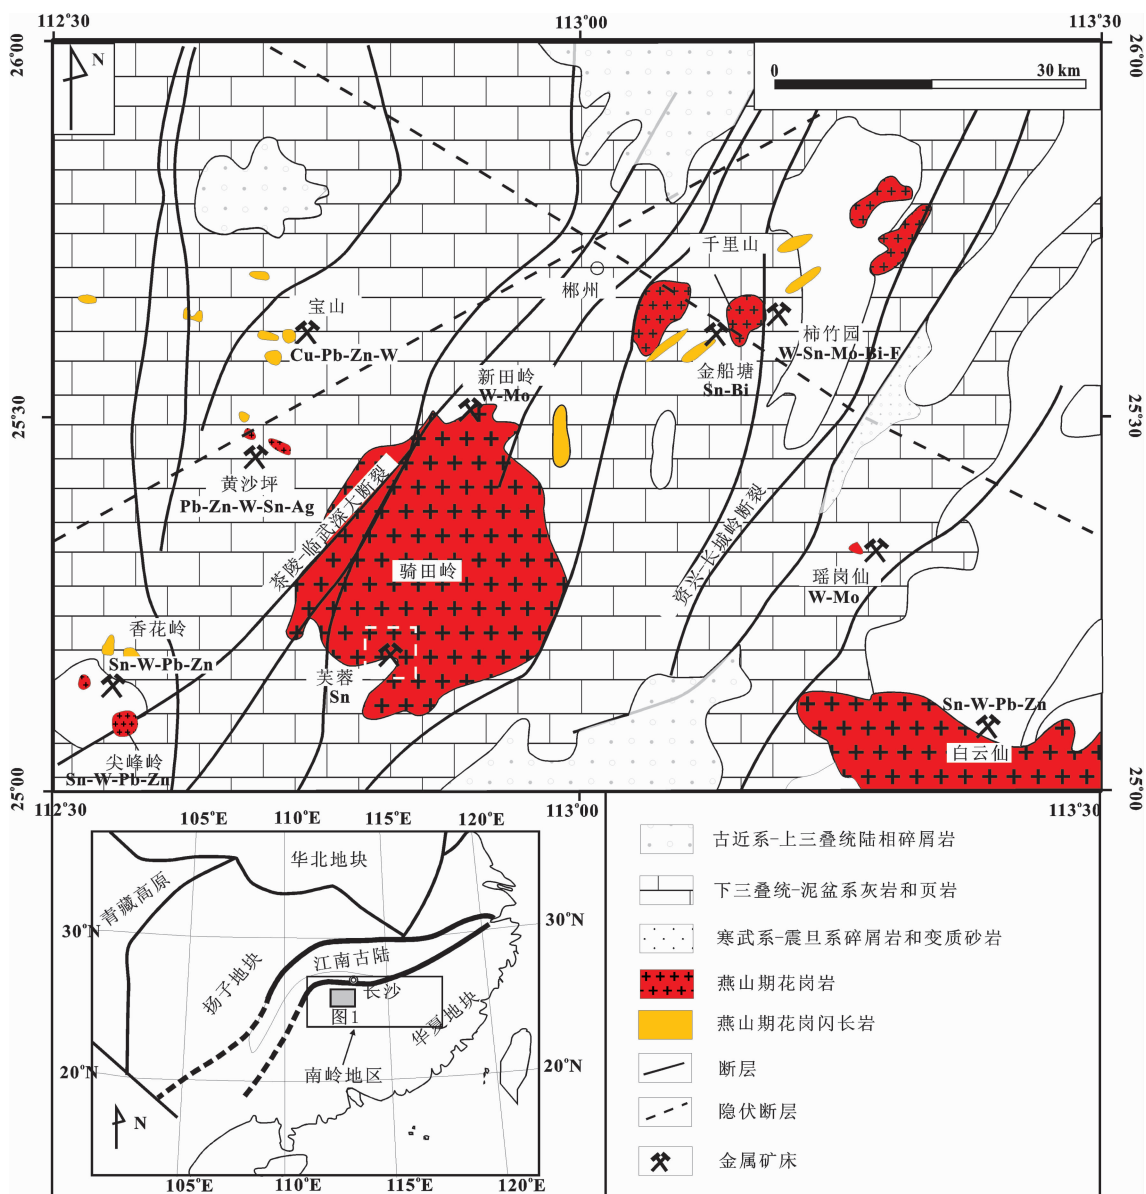 112°30
113°00
113°30
26°00
26°00
N
0
30 km
千里山
郴州
宝山
Cu-Pb-Zn-W
柿竹园
W-Sn-Mo-Bi-F
金船塘
Sn-Bi
新田岭
W-Mo
25°30
25°30
黄沙坪
Pb-Zn-W-Sn-Ag
茶陵-临武深大断裂
资兴-长城岭断裂
骑田岭
瑶岗仙
W-Mo
香花岭
Sn-W-Pb-Zn
芙蓉
Sn
Sn-W-Pb-Zn
白云仙
尖峰岭
Sn-W-Pb-Zn
25°00
25°00
112°30
113°00
113°30
105°E
110°E
115°E
120°E
华北地块
青藏高原
30°N
30°N
江南古陆
扬子地块
长沙
图1
华夏地块
南岭地区
20°N
20°N
N
105°E
110°E
115°E
120°E
古近系-上三叠统陆相碎屑岩
下三叠统-泥盆系灰岩和页岩
寒武系-震旦系碎屑岩和变质砂岩
燕山期花岗岩
燕山期花岗闪长岩
断层
隐伏断层
金属矿床